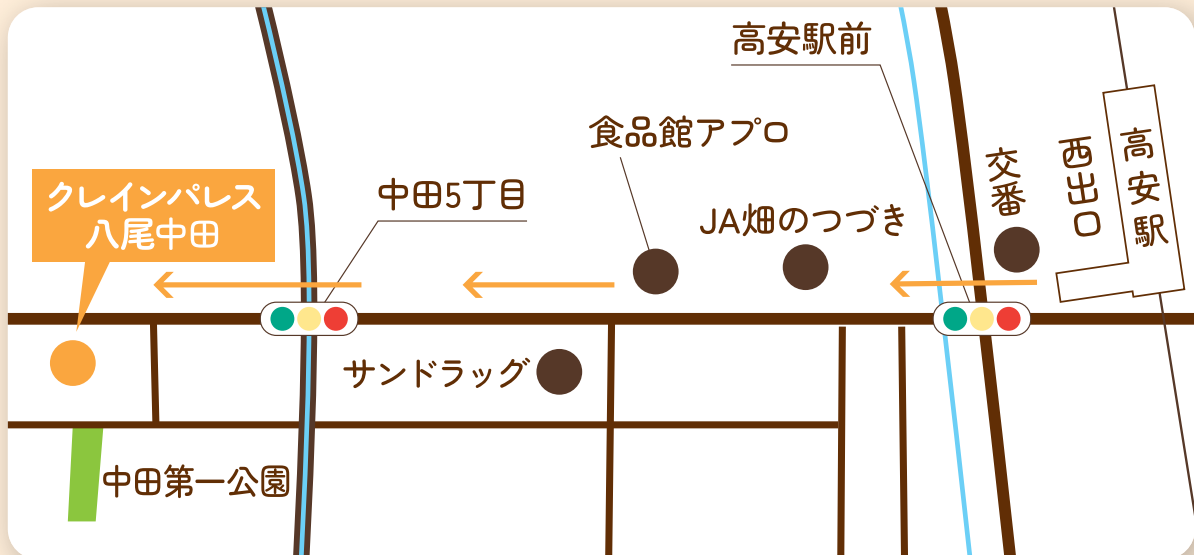 高安駅前
食品館アプロ
交番
西出口
高安駅
クレインパレス
八尾中田
中田5丁目
JA畑のつづき
サンドラッグ
中田第一公園